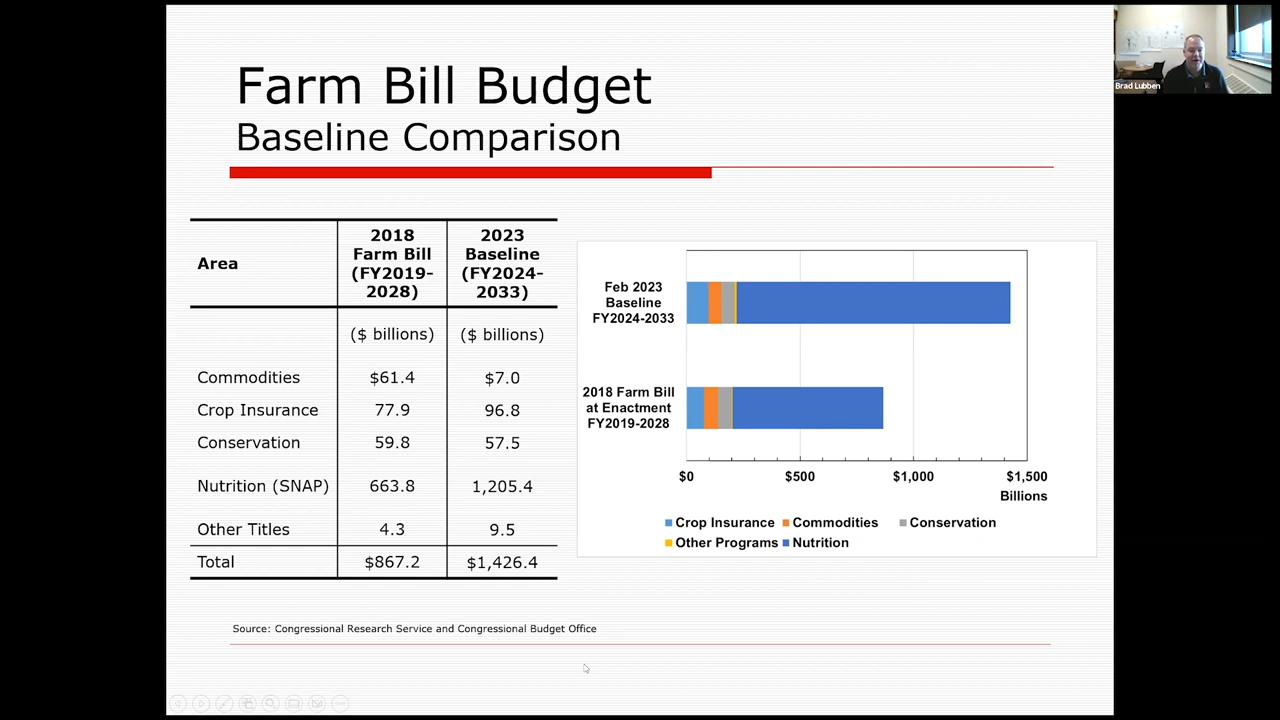 Farm Bill Budget
Baseline Comparison
Area
2018
Farm Bill
(FY2019-
2028)
2023
Baseline
(FY2024-
2033)
($ billions)
($ billions)
Commodities
$61.4
$7.0
Crop Insurance
77.9
96.8
Conservation
59.8
57.5
Nutrition (SNAP)
663.8
1,205.4
Other Titles
4.3
9.5
Total
$867.2
$1,426.4
Feb 2023
Baseline
FY2024-2033
2018 Farm Bill
at Enactment
FY2019-2028
$0
$500
$1,000
$1,500
Billions
Crop Insurance
Commodities
Conservation
Other Programs
Nutrition
Source: Congressional Research Service and Congressional Budget Office
Brad Lubben